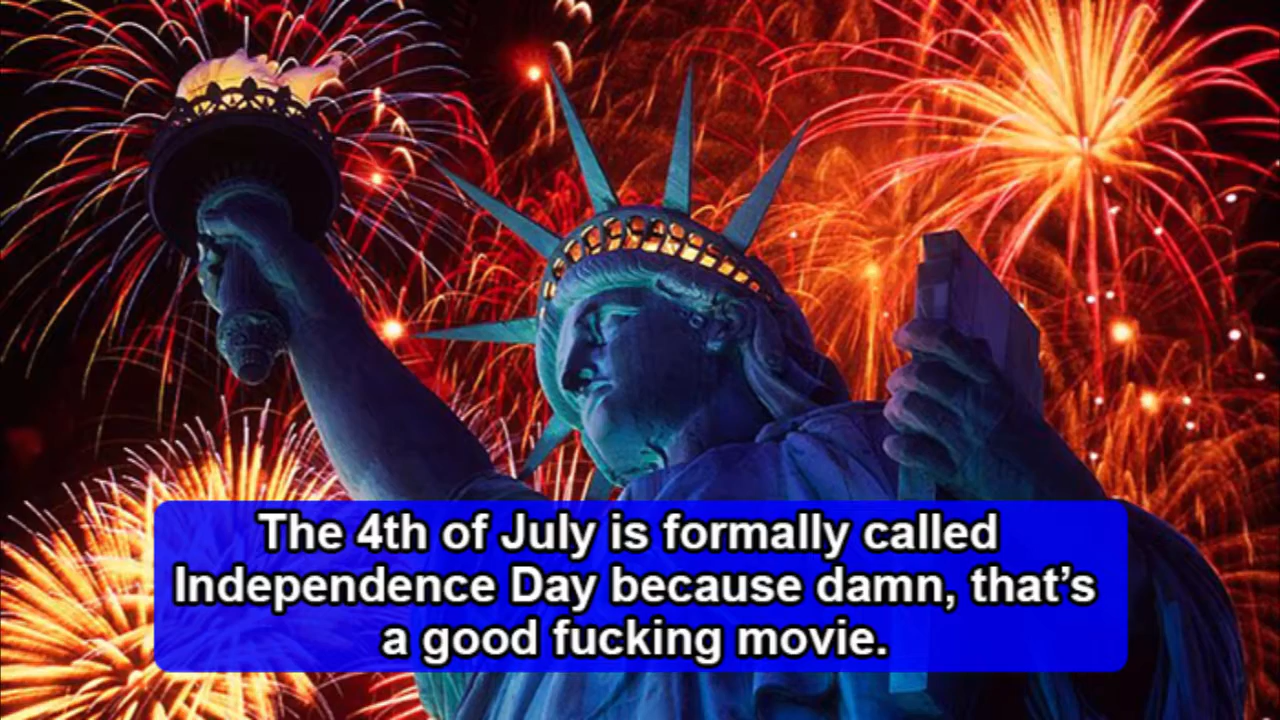 The 4th of July is formally called
Independence Day because damn, that’s
a good fucking movie.